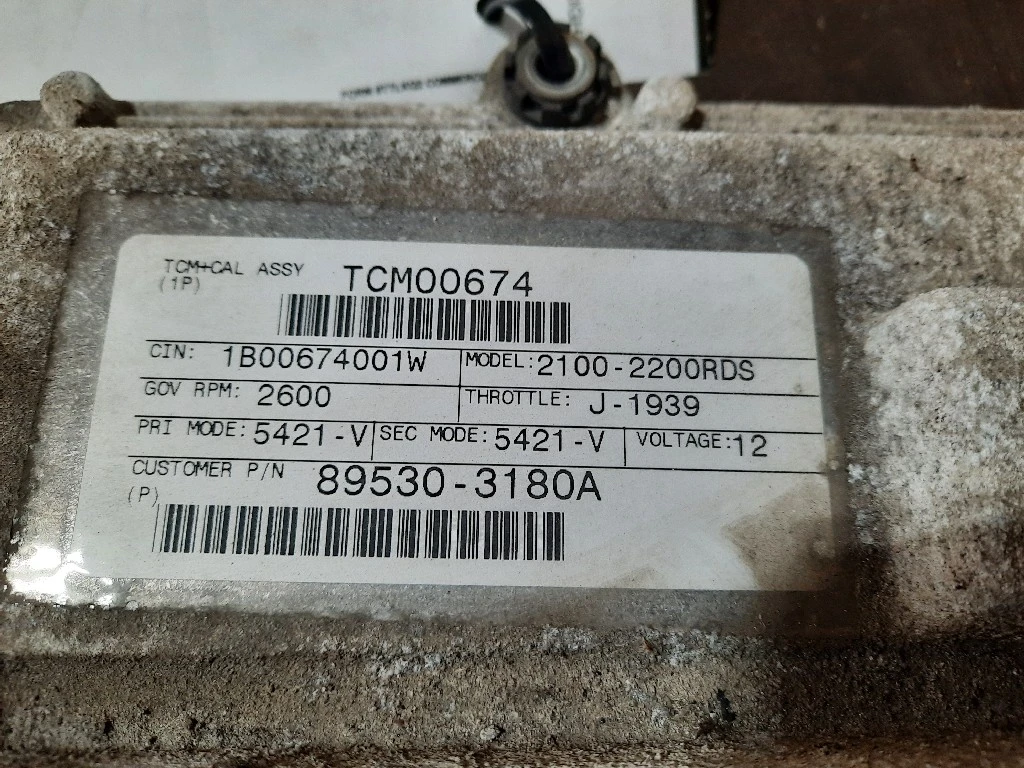 TCM+CAL ASSY TCM00674
(1P)
CIN: 1B00674001W MODEL: 2100-2200RDS
GOV RPM: 2600 THROTTLE: J-1939
PRI MODE: 5421-V SEC MODE: 5421-V VOLTAGE: 12
CUSTOMER P/N 89530-3180A
(P)